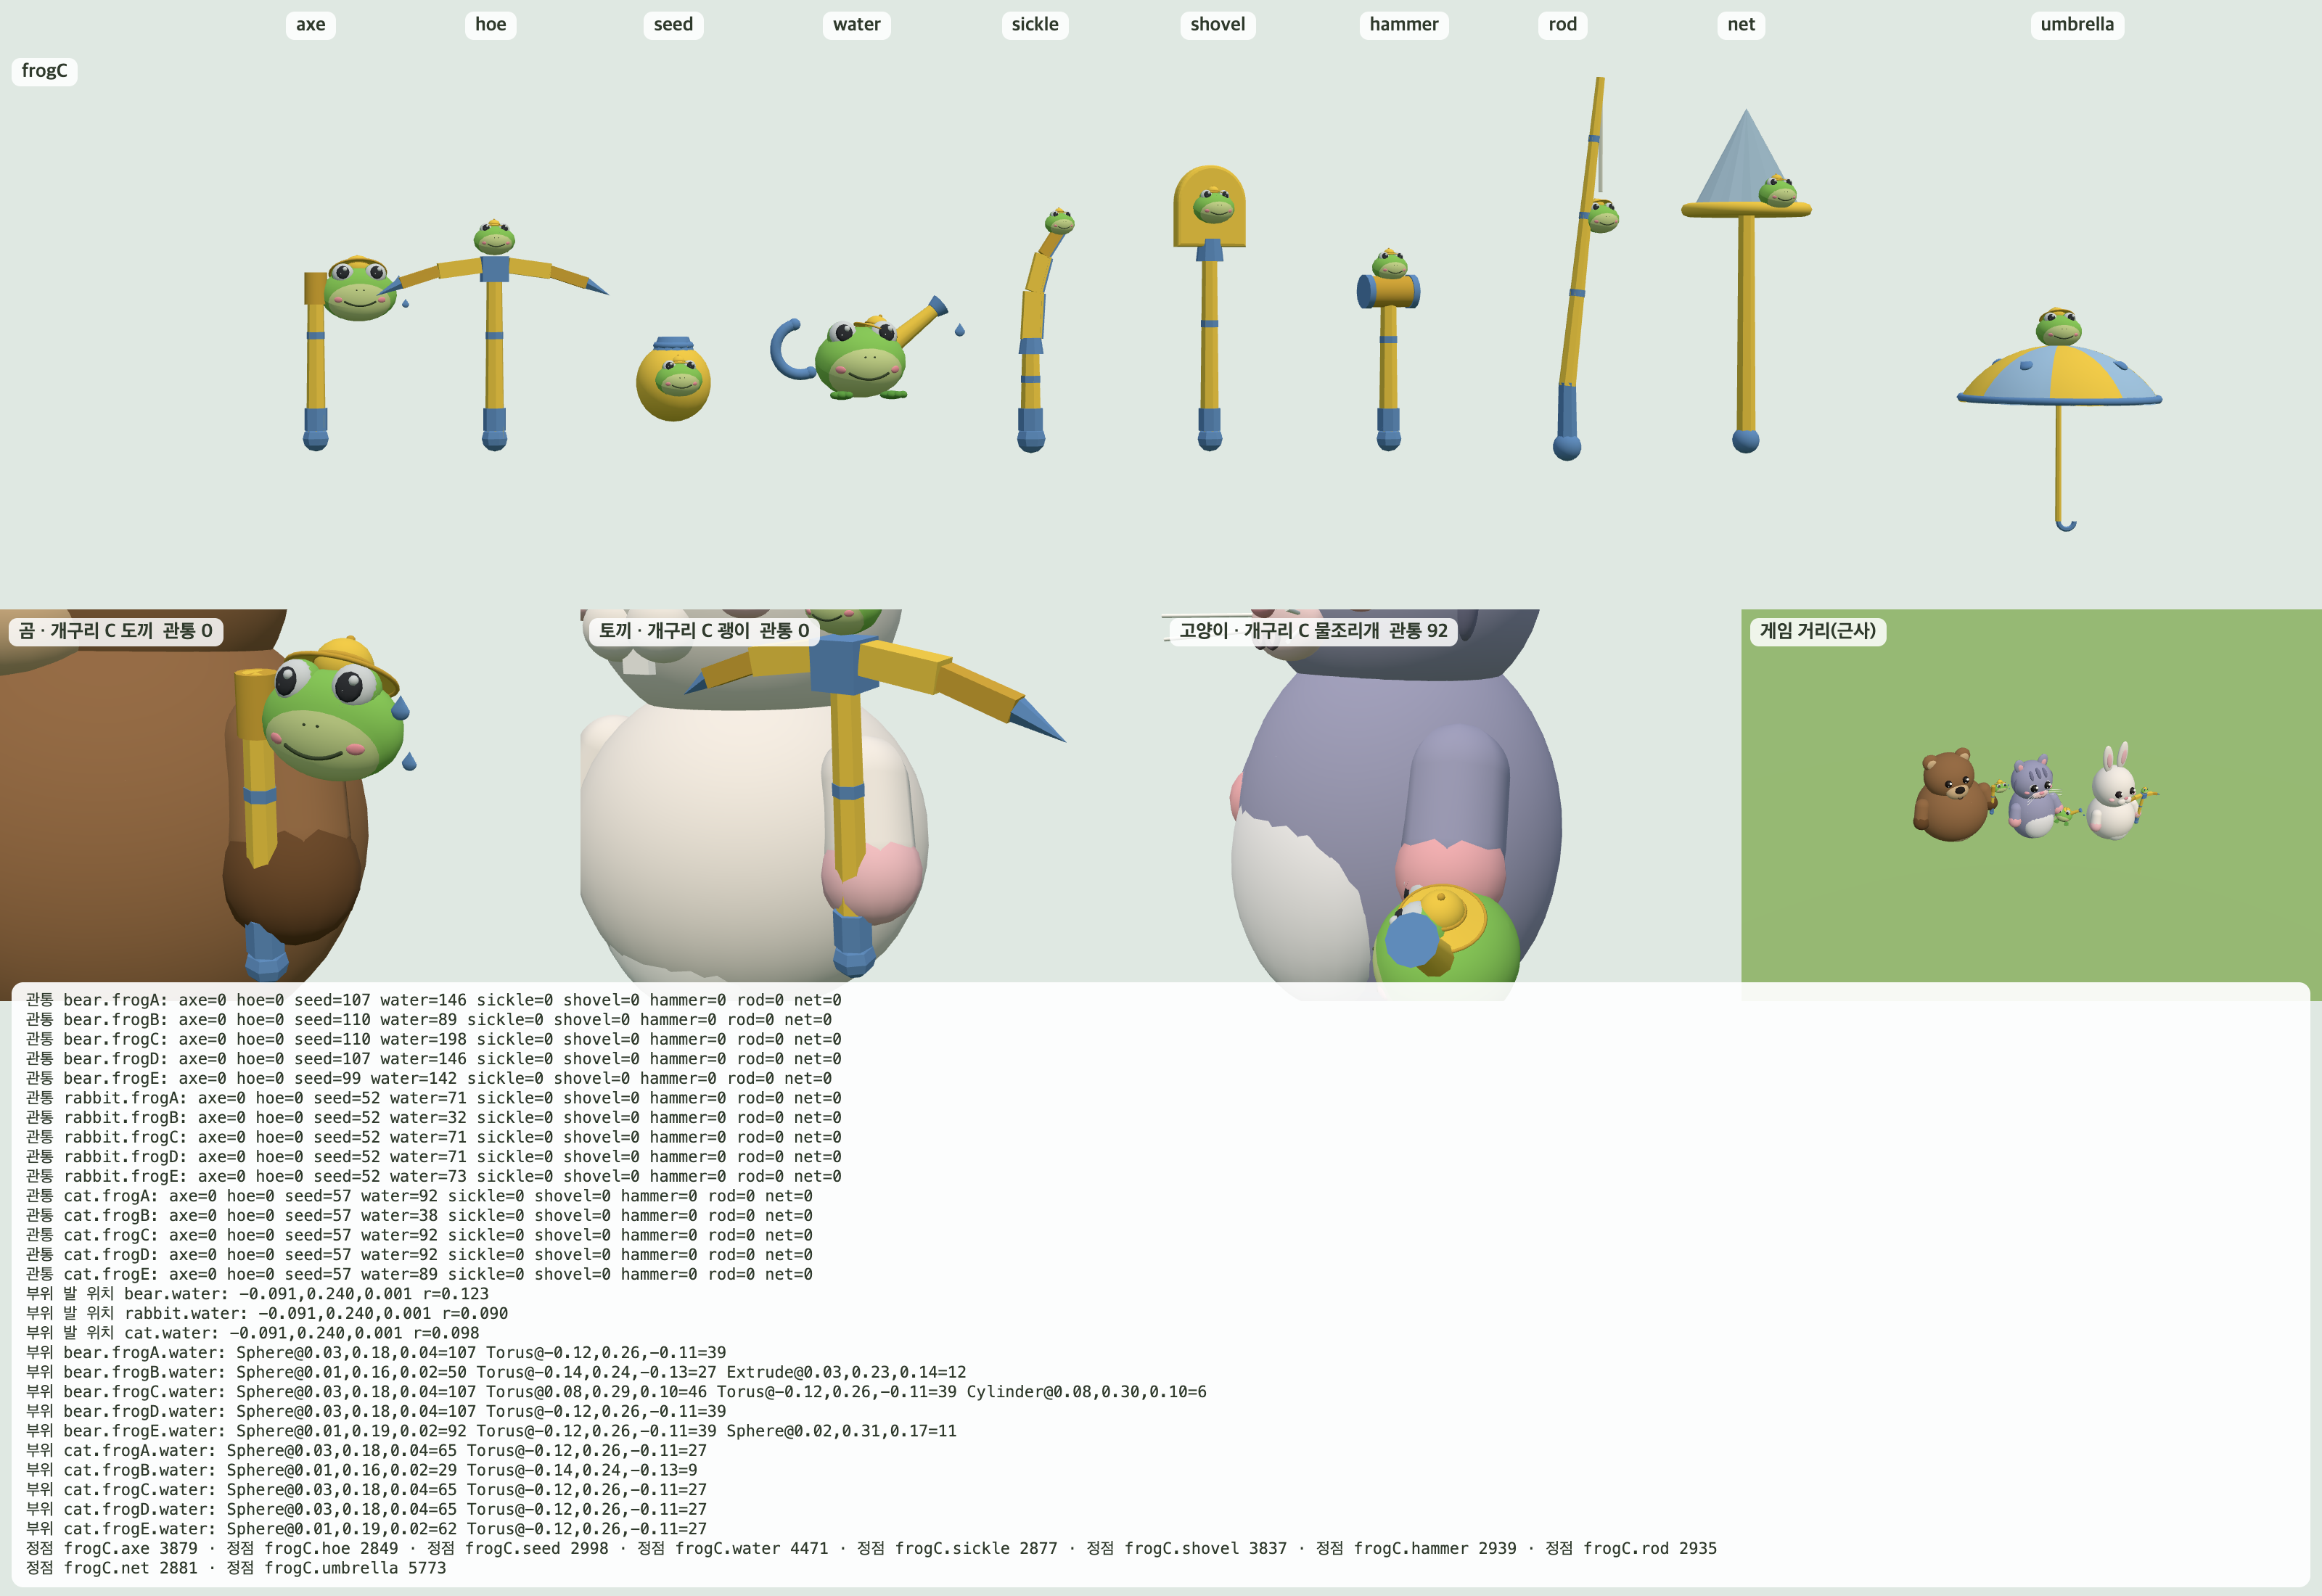 axe hoe seed water sickle shovel hammer rod net umbrella
frogC
곰 · 개구리 C 도끼 관통 0
토끼 · 개구리 C 괭이 관통 0
고양이 · 개구리 C 물조리개 관통 92
게임 거리(근사)
관통 bear.frogA: axe=0 hoe=0 seed=107 water=146 sickle=0 shovel=0 hammer=0 rod=0 net=0
관통 bear.frogB: axe=0 hoe=0 seed=110 water=89 sickle=0 shovel=0 hammer=0 rod=0 net=0
관통 bear.frogC: axe=0 hoe=0 seed=110 water=198 sickle=0 shovel=0 hammer=0 rod=0 net=0
관통 bear.frogD: axe=0 hoe=0 seed=107 water=146 sickle=0 shovel=0 hammer=0 rod=0 net=0
관통 bear.frogE: axe=0 hoe=0 seed=99 water=142 sickle=0 shovel=0 hammer=0 rod=0 net=0
관통 rabbit.frogA: axe=0 hoe=0 seed=52 water=71 sickle=0 shovel=0 hammer=0 rod=0 net=0
관통 rabbit.frogB: axe=0 hoe=0 seed=52 water=32 sickle=0 shovel=0 hammer=0 rod=0 net=0
관통 rabbit.frogC: axe=0 hoe=0 seed=52 water=71 sickle=0 shovel=0 hammer=0 rod=0 net=0
관통 rabbit.frogD: axe=0 hoe=0 seed=52 water=71 sickle=0 shovel=0 hammer=0 rod=0 net=0
관통 rabbit.frogE: axe=0 hoe=0 seed=52 water=73 sickle=0 shovel=0 hammer=0 rod=0 net=0
관통 cat.frogA: axe=0 hoe=0 seed=57 water=92 sickle=0 shovel=0 hammer=0 rod=0 net=0
관통 cat.frogB: axe=0 hoe=0 seed=57 water=38 sickle=0 shovel=0 hammer=0 rod=0 net=0
관통 cat.frogC: axe=0 hoe=0 seed=57 water=92 sickle=0 shovel=0 hammer=0 rod=0 net=0
관통 cat.frogD: axe=0 hoe=0 seed=57 water=92 sickle=0 shovel=0 hammer=0 rod=0 net=0
관통 cat.frogE: axe=0 hoe=0 seed=57 water=89 sickle=0 shovel=0 hammer=0 rod=0 net=0
부위 발 위치 bear.water: -0.091,0.240,0.001 r=0.123
부위 발 위치 rabbit.water: -0.091,0.240,0.001 r=0.090
부위 발 위치 cat.water: -0.091,0.240,0.001 r=0.098
부위 bear.frogA.water: Sphere@0.03,0.18,0.04=107 Torus@-0.12,0.26,-0.11=39
부위 bear.frogB.water: Sphere@0.01,0.16,0.02=50 Torus@-0.14,0.24,-0.13=27 Extrude@0.03,0.23,0.14=12
부위 bear.frogC.water: Sphere@0.03,0.18,0.04=107 Torus@0.08,0.29,0.10=46 Torus@-0.12,0.26,-0.11=39 Cylinder@0.08,0.30,0.10=6
부위 bear.frogD.water: Sphere@0.03,0.18,0.04=107 Torus@-0.12,0.26,-0.11=39
부위 bear.frogE.water: Sphere@0.01,0.19,0.02=92 Torus@-0.12,0.26,-0.11=39 Sphere@0.02,0.31,0.17=11
부위 cat.frogA.water: Sphere@0.03,0.18,0.04=65 Torus@-0.12,0.26,-0.11=27
부위 cat.frogB.water: Sphere@0.01,0.16,0.02=29 Torus@-0.14,0.24,-0.13=9
부위 cat.frogC.water: Sphere@0.03,0.18,0.04=65 Torus@-0.12,0.26,-0.11=27
부위 cat.frogD.water: Sphere@0.03,0.18,0.04=65 Torus@-0.12,0.26,-0.11=27
부위 cat.frogE.water: Sphere@0.01,0.19,0.02=62 Torus@-0.12,0.26,-0.11=27
정점 frogC.axe 3879 · 정점 frogC.hoe 2849 · 정점 frogC.seed 2998 · 정점 frogC.water 4471 · 정점 frogC.sickle 2877 · 정점 frogC.shovel 3837 · 정점 frogC.hammer 2939 · 정점 frogC.rod 2935
정점 frogC.net 2881 · 정점 frogC.umbrella 5773